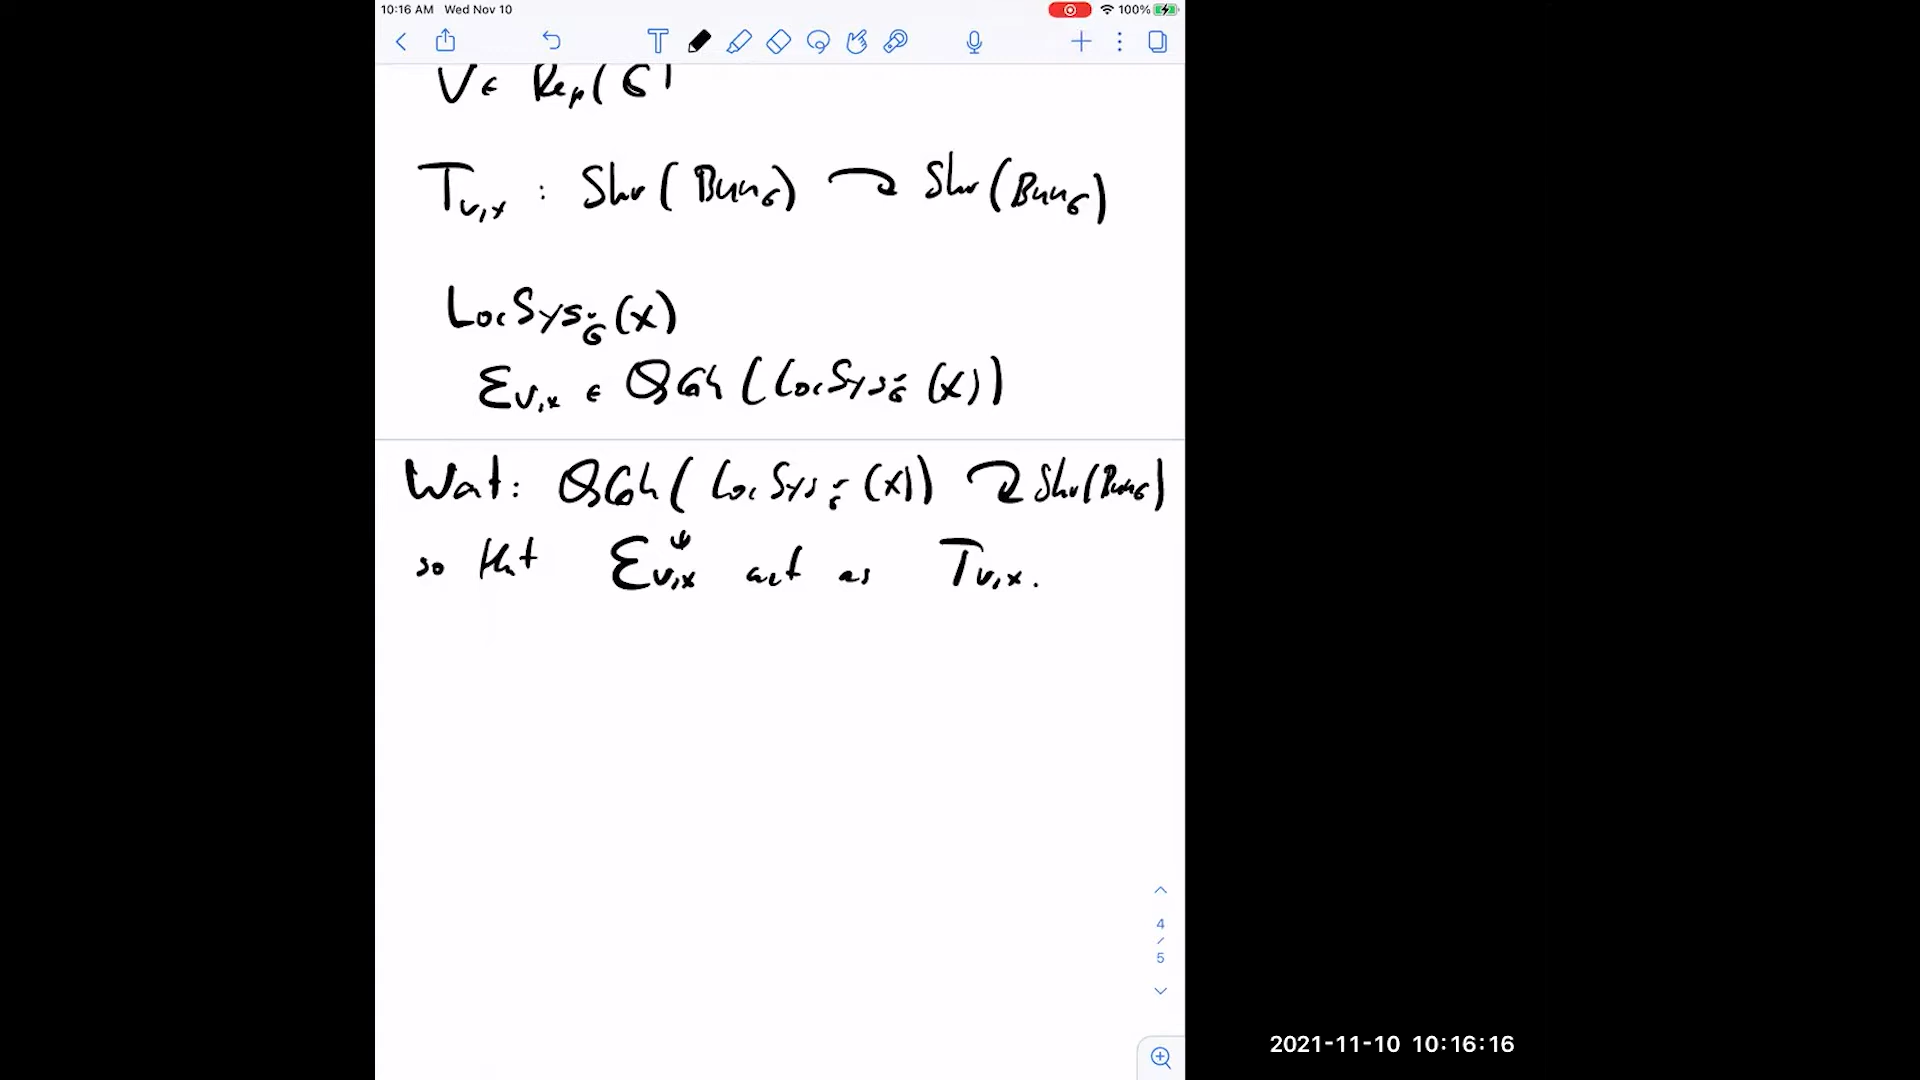 10:16 AM Wed Nov 10 100%
V ∈ Rep(Ǧ)
T_{V,x} : Shv(Bun_G) ⤵ Shv(Bun_G)
LocSys_Ǧ(X)
ℰ_{V,x} ∈ QCoh(LocSys_Ǧ(X))
Wat: QCoh(LocSys_Ǧ(X)) ⤵ Shv(Bun_G)
so that ℰ_{V,x} act as T_{V,x}.
4
/
5
2021-11-10 10:16:16